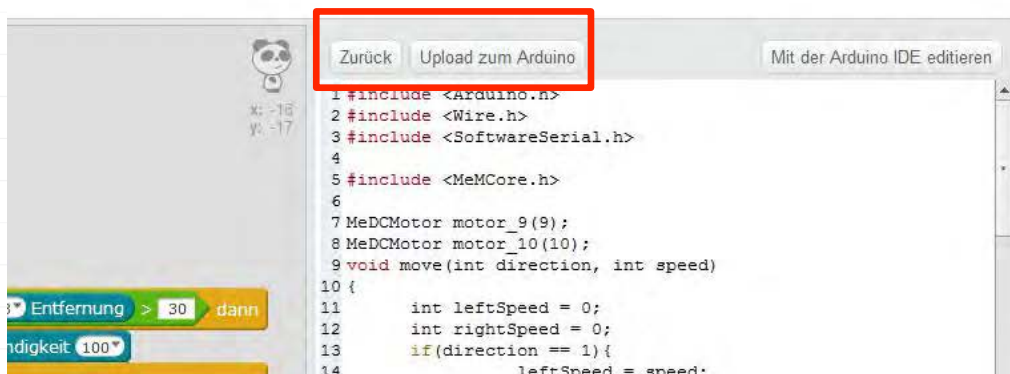 Zurück Upload zum Arduino Mit der Arduino IDE editieren
x: -16
y: -17
1 #include <Arduino.h>
2 #include <Wire.h>
3 #include <SoftwareSerial.h>
4
5 #include <MeMCore.h>
6
7 MeDCMotor motor_9(9);
8 MeDCMotor motor_10(10);
9 void move(int direction, int speed)
10 {
11 int leftSpeed = 0;
12 int rightSpeed = 0;
13 if(direction == 1){
14 leftSpeed = speed;
3 Entfernung > 30 dann
ndigkeit 100